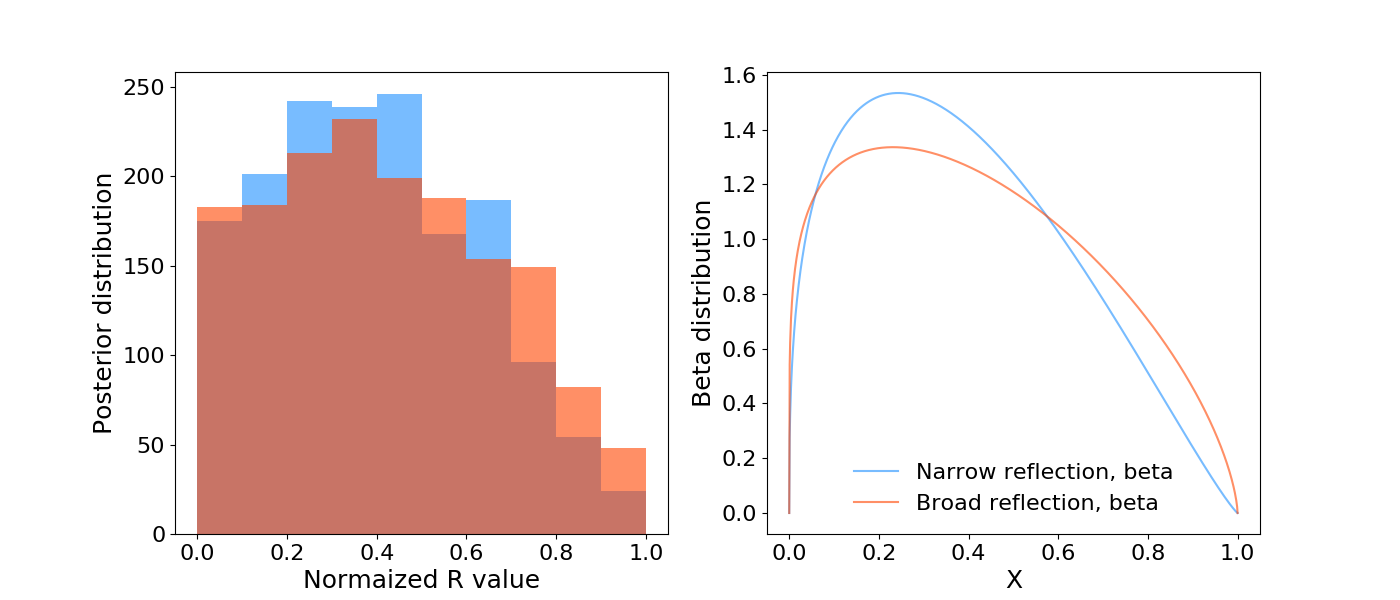 Posterior distribution
250
200
150
100
50
0
0.0 0.2 0.4 0.6 0.8 1.0
Normaized R value
Beta distribution
1.6
1.4
1.2
1.0
0.8
0.6
0.4
0.2
0.0
Narrow reflection, beta
Broad reflection, beta
0.0 0.2 0.4 0.6 0.8 1.0
X